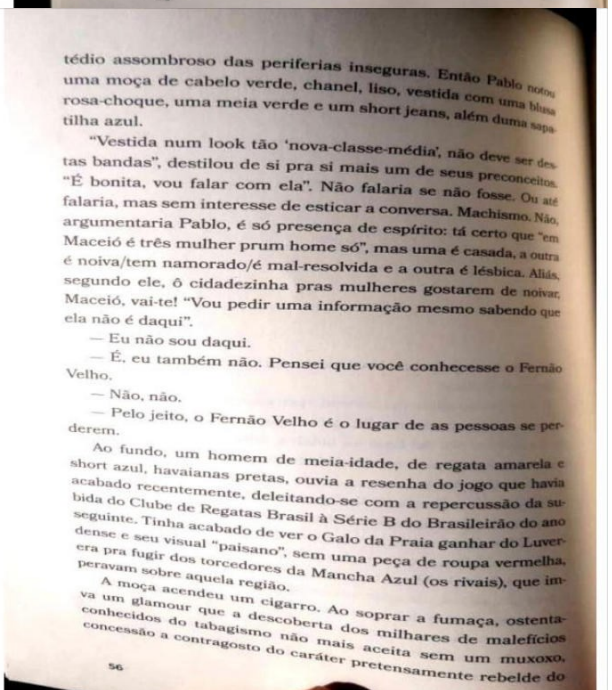 tédio assombroso das periferias inseguras. Então Pablo notou
uma moça de cabelo verde, chanel, liso, vestida com uma blusa
rosa-choque, uma meia verde e um short jeans, além duma sapa-
tilha azul.
“Vestida num look tão ‘nova-classe-média’, não deve ser des-
tas bandas”, destilou de si pra si mais um de seus preconceitos.
“É bonita, vou falar com ela”. Não falaria se não fosse. Ou até
falaria, mas sem interesse de esticar a conversa. Machismo. Não,
argumentaria Pablo, é só presença de espírito: tá certo que “em
Maceió é três mulher prum home só”, mas uma é casada, a outra
é noiva/tem namorado/é mal-resolvida e a outra é lésbica. Aliás,
segundo ele, ô cidadezinha pras mulheres gostarem de noivar,
Maceió, vai-te! “Vou pedir uma informação mesmo sabendo que
ela não é daqui”.
— Eu não sou daqui.
— É, eu também não. Pensei que você conhecesse o Fernão
Velho.
— Não, não.
— Pelo jeito, o Fernão Velho é o lugar de as pessoas se per-
derem.
Ao fundo, um homem de meia-idade, de regata amarela e
short azul, havaianas pretas, ouvia a resenha do jogo que havia
acabado recentemente, deleitando-se com a repercussão da su-
bida do Clube de Regatas Brasil à Série B do Brasileirão do ano
seguinte. Tinha acabado de ver o Galo da Praia ganhar do Luver-
dense e seu visual “paisano”, sem uma peça de roupa vermelha,
era pra fugir dos torcedores da Mancha Azul (os rivais), que im-
peravam sobre aquela região.
A moça acendeu um cigarro. Ao soprar a fumaça, ostenta-
va um glamour que a descoberta dos milhares de malefícios
conhecidos do tabagismo não mais aceita sem um muxoxo,
concessão a contragosto do caráter pretensamente rebelde do
56